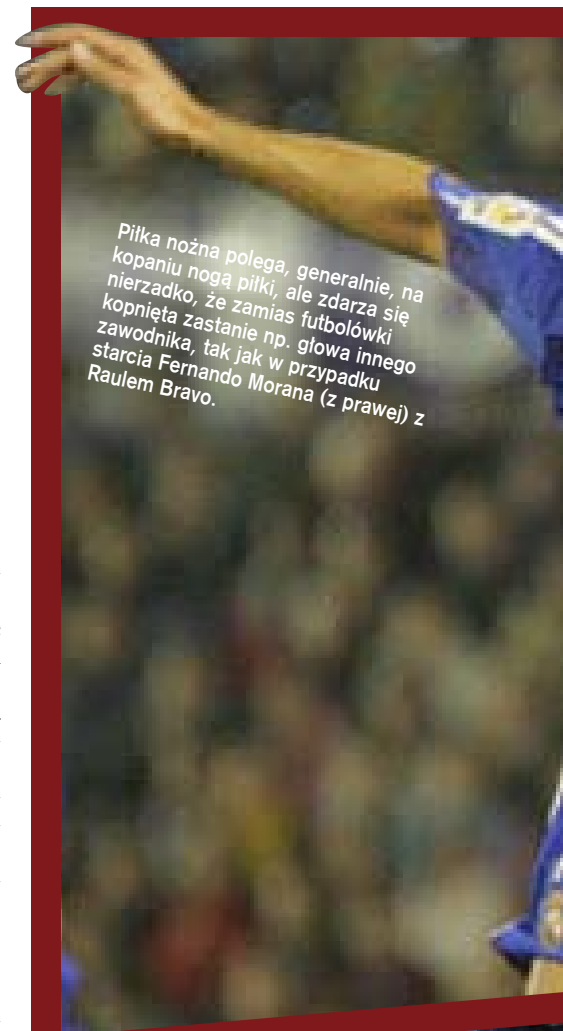 Piłka nożna polega, generalnie, na
kopaniu nogą piłki, ale zdarza się
nierzadko, że zamias futbolówki
kopnięta zastanie np. głowa innego
zawodnika, tak jak w przypadku
starcia Fernando Morana (z prawej) z
Raulem Bravo.